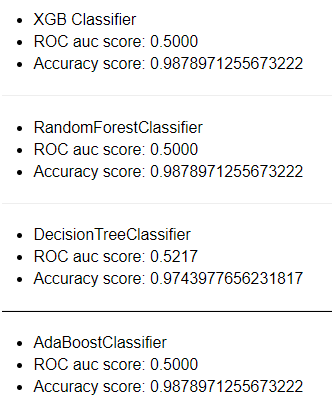 XGB Classifier
ROC auc score: 0.5000
Accuracy score: 0.9878971255673222
RandomForestClassifier
ROC auc score: 0.5000
Accuracy score: 0.9878971255673222
DecisionTreeClassifier
ROC auc score: 0.5217
Accuracy score: 0.9743977656231817
AdaBoostClassifier
ROC auc score: 0.5000
Accuracy score: 0.9878971255673222